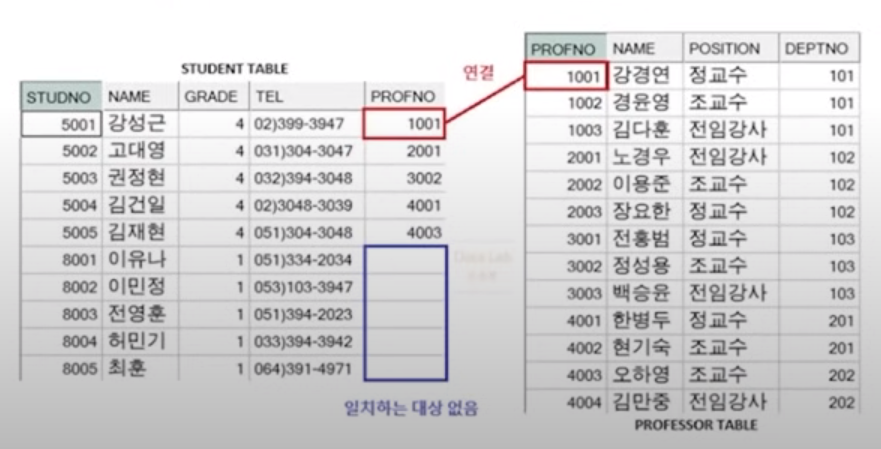 STUDENT TABLE
STUDNO NAME GRADE TEL PROFNO
5001 강성근 4 02)399-3947 1001
5002 고대영 4 031)304-3047 2001
5003 권정현 4 032)394-3048 3002
5004 김건일 4 02)3048-3039 4001
5005 김재현 4 051)304-3048 4003
8001 이유나 1 051)334-2034
8002 이민정 1 053)103-3947
8003 전영훈 1 051)394-2023
8004 허민기 1 033)394-3942
8005 최훈 1 064)391-4971
일치하는 대상 없음
연결
PROFNO NAME POSITION DEPTNO
1001 강경연 정교수 101
1002 경윤영 조교수 101
1003 김다훈 전임강사 101
2001 노경우 전임강사 102
2002 이용준 조교수 102
2003 장요한 정교수 102
3001 전홍범 정교수 103
3002 정성용 조교수 103
3003 백승윤 전임강사 103
4001 한병두 정교수 201
4002 현기숙 조교수 201
4003 오하영 조교수 202
4004 김만중 전임강사 202
PROFESSOR TABLE